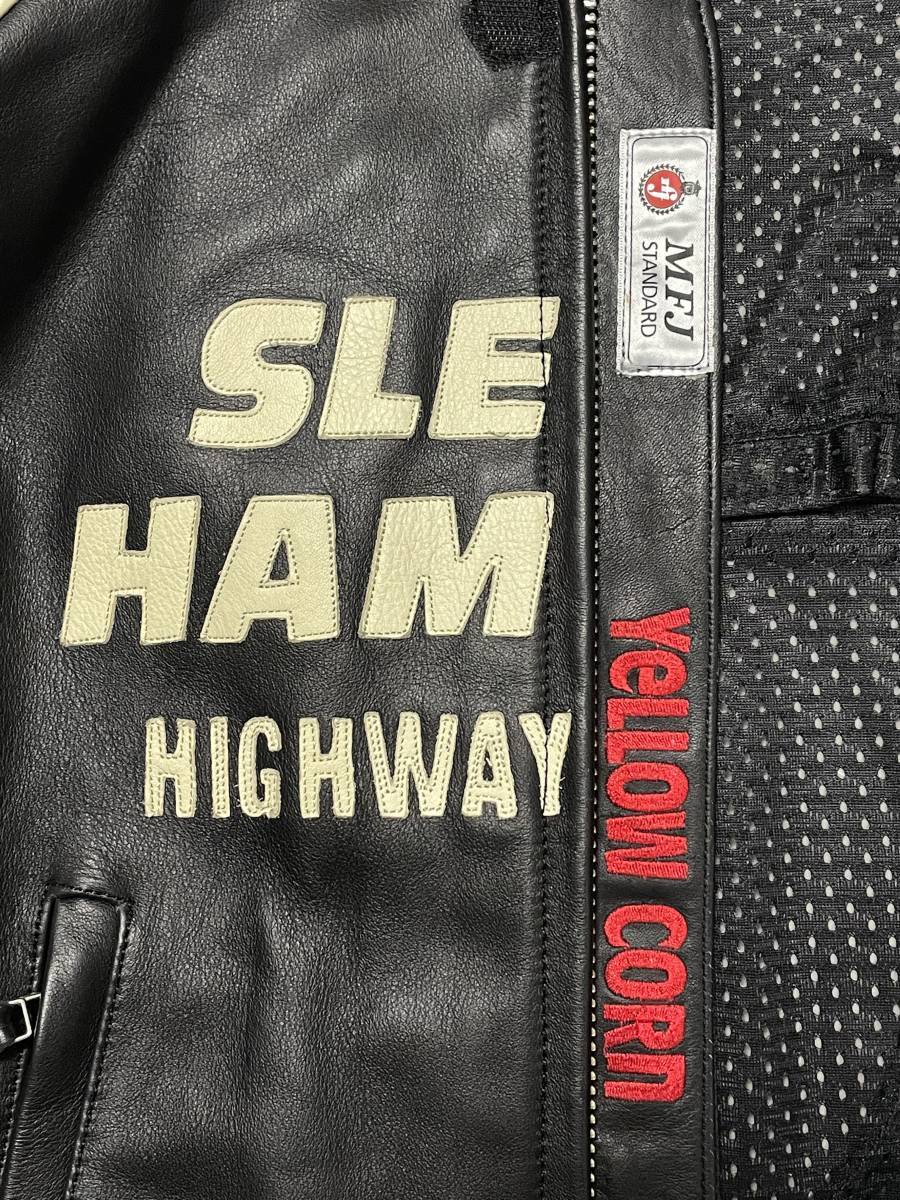 SLE
HAM
HIGHWAY
MFJ
STANDARD
YeLLOW CORn